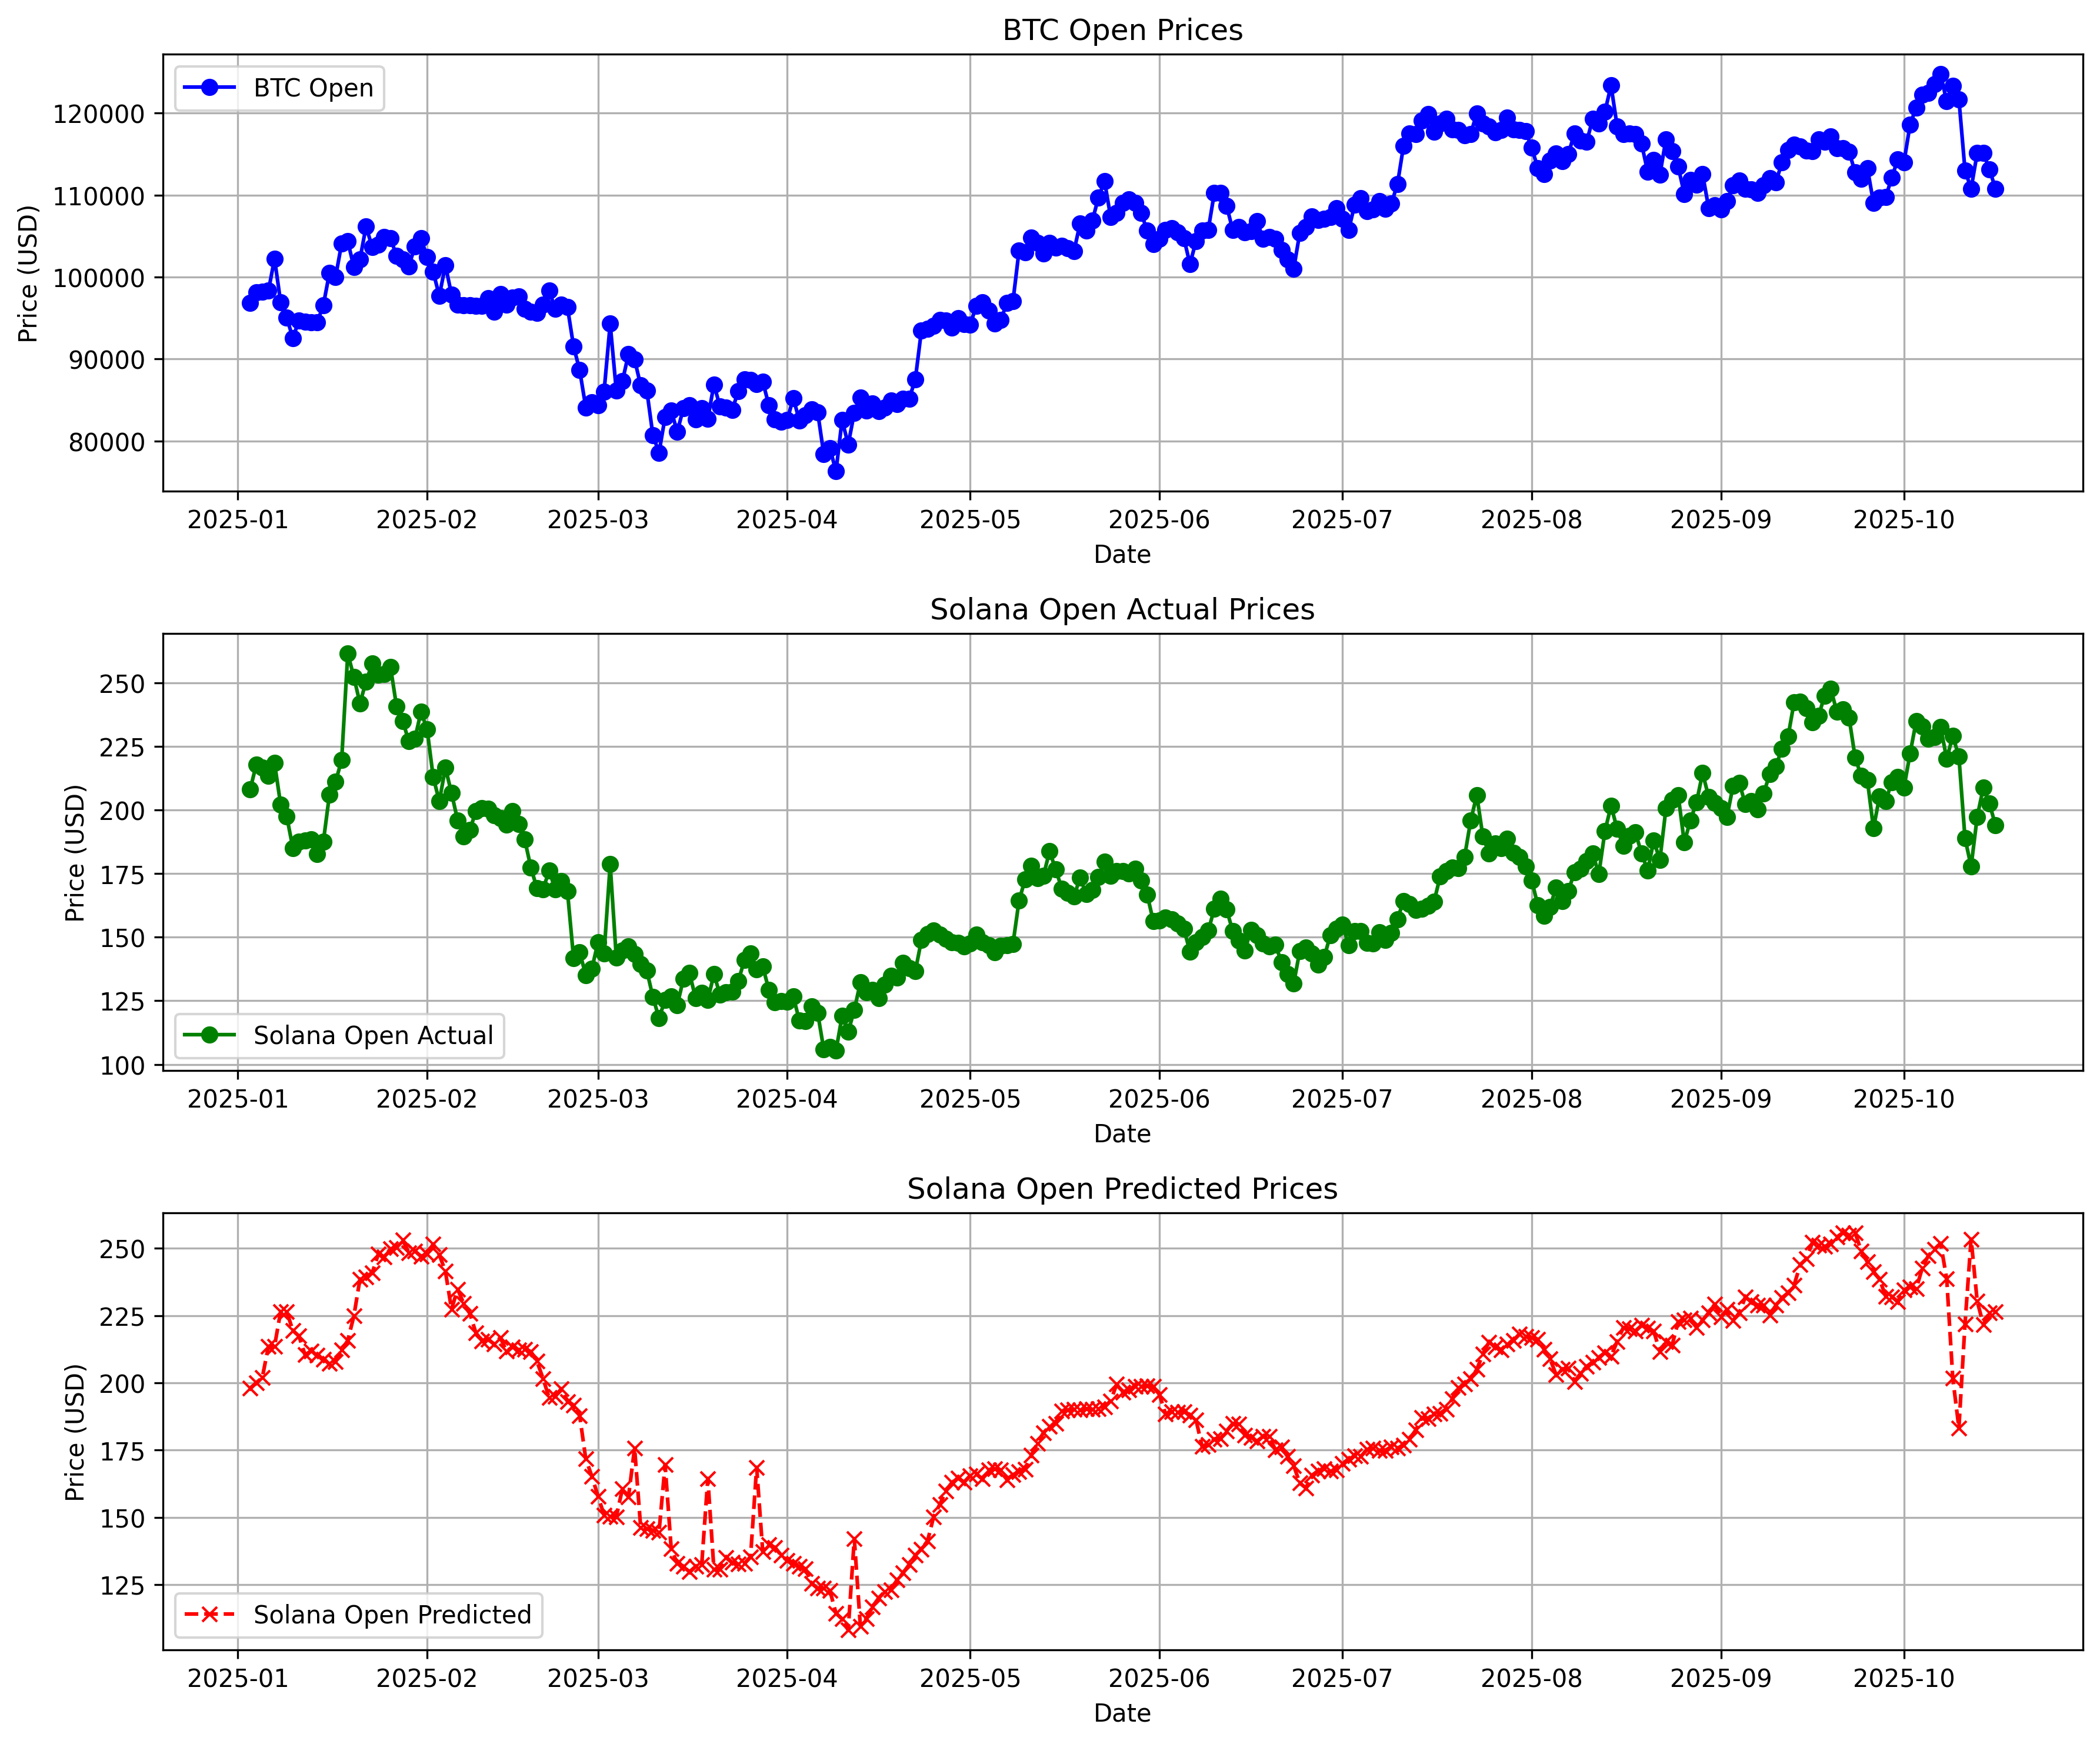 BTC Open Prices
BTC Open
120000
110000
100000
90000
80000
Price (USD)
2025-01 2025-02 2025-03 2025-04 2025-05 2025-06 2025-07 2025-08 2025-09 2025-10
Date
Solana Open Actual Prices
250
225
200
175
150
125
100
Price (USD)
Solana Open Actual
2025-01 2025-02 2025-03 2025-04 2025-05 2025-06 2025-07 2025-08 2025-09 2025-10
Date
Solana Open Predicted Prices
250
225
200
175
150
125
Price (USD)
Solana Open Predicted
2025-01 2025-02 2025-03 2025-04 2025-05 2025-06 2025-07 2025-08 2025-09 2025-10
Date